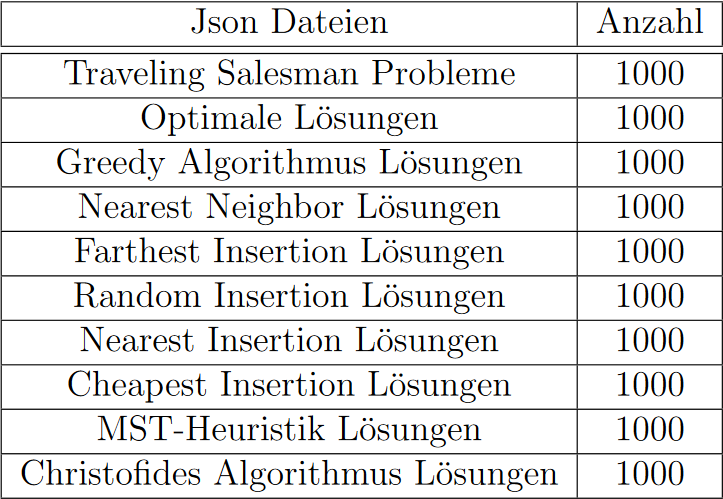 Json Dateien Anzahl
Traveling Salesman Probleme 1000
Optimale Lösungen 1000
Greedy Algorithmus Lösungen 1000
Nearest Neighbor Lösungen 1000
Farthest Insertion Lösungen 1000
Random Insertion Lösungen 1000
Nearest Insertion Lösungen 1000
Cheapest Insertion Lösungen 1000
MST-Heuristik Lösungen 1000
Christofides Algorithmus Lösungen 1000